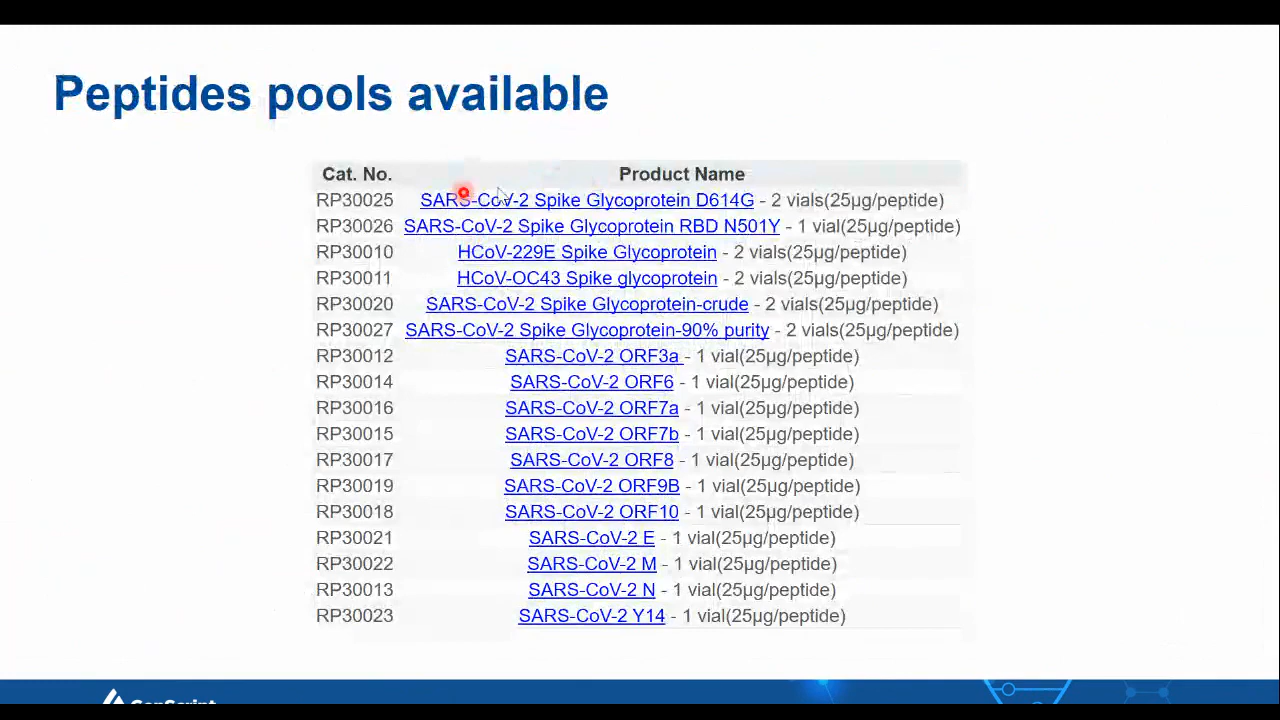 Peptides pools available
Cat. No. Product Name
RP30025 SARS-CoV-2 Spike Glycoprotein D614G - 2 vials(25µg/peptide)
RP30026 SARS-CoV-2 Spike Glycoprotein RBD N501Y - 1 vial(25µg/peptide)
RP30010 HCoV-229E Spike Glycoprotein - 2 vials(25µg/peptide)
RP30011 HCoV-OC43 Spike glycoprotein - 2 vials(25µg/peptide)
RP30020 SARS-CoV-2 Spike Glycoprotein-crude - 2 vials(25µg/peptide)
RP30027 SARS-CoV-2 Spike Glycoprotein-90% purity - 2 vials(25µg/peptide)
RP30012 SARS-CoV-2 ORF3a - 1 vial(25µg/peptide)
RP30014 SARS-CoV-2 ORF6 - 1 vial(25µg/peptide)
RP30016 SARS-CoV-2 ORF7a - 1 vial(25µg/peptide)
RP30015 SARS-CoV-2 ORF7b - 1 vial(25µg/peptide)
RP30017 SARS-CoV-2 ORF8 - 1 vial(25µg/peptide)
RP30019 SARS-CoV-2 ORF9B - 1 vial(25µg/peptide)
RP30018 SARS-CoV-2 ORF10 - 1 vial(25µg/peptide)
RP30021 SARS-CoV-2 E - 1 vial(25µg/peptide)
RP30022 SARS-CoV-2 M - 1 vial(25µg/peptide)
RP30013 SARS-CoV-2 N - 1 vial(25µg/peptide)
RP30023 SARS-CoV-2 Y14 - 1 vial(25µg/peptide)
GenScript